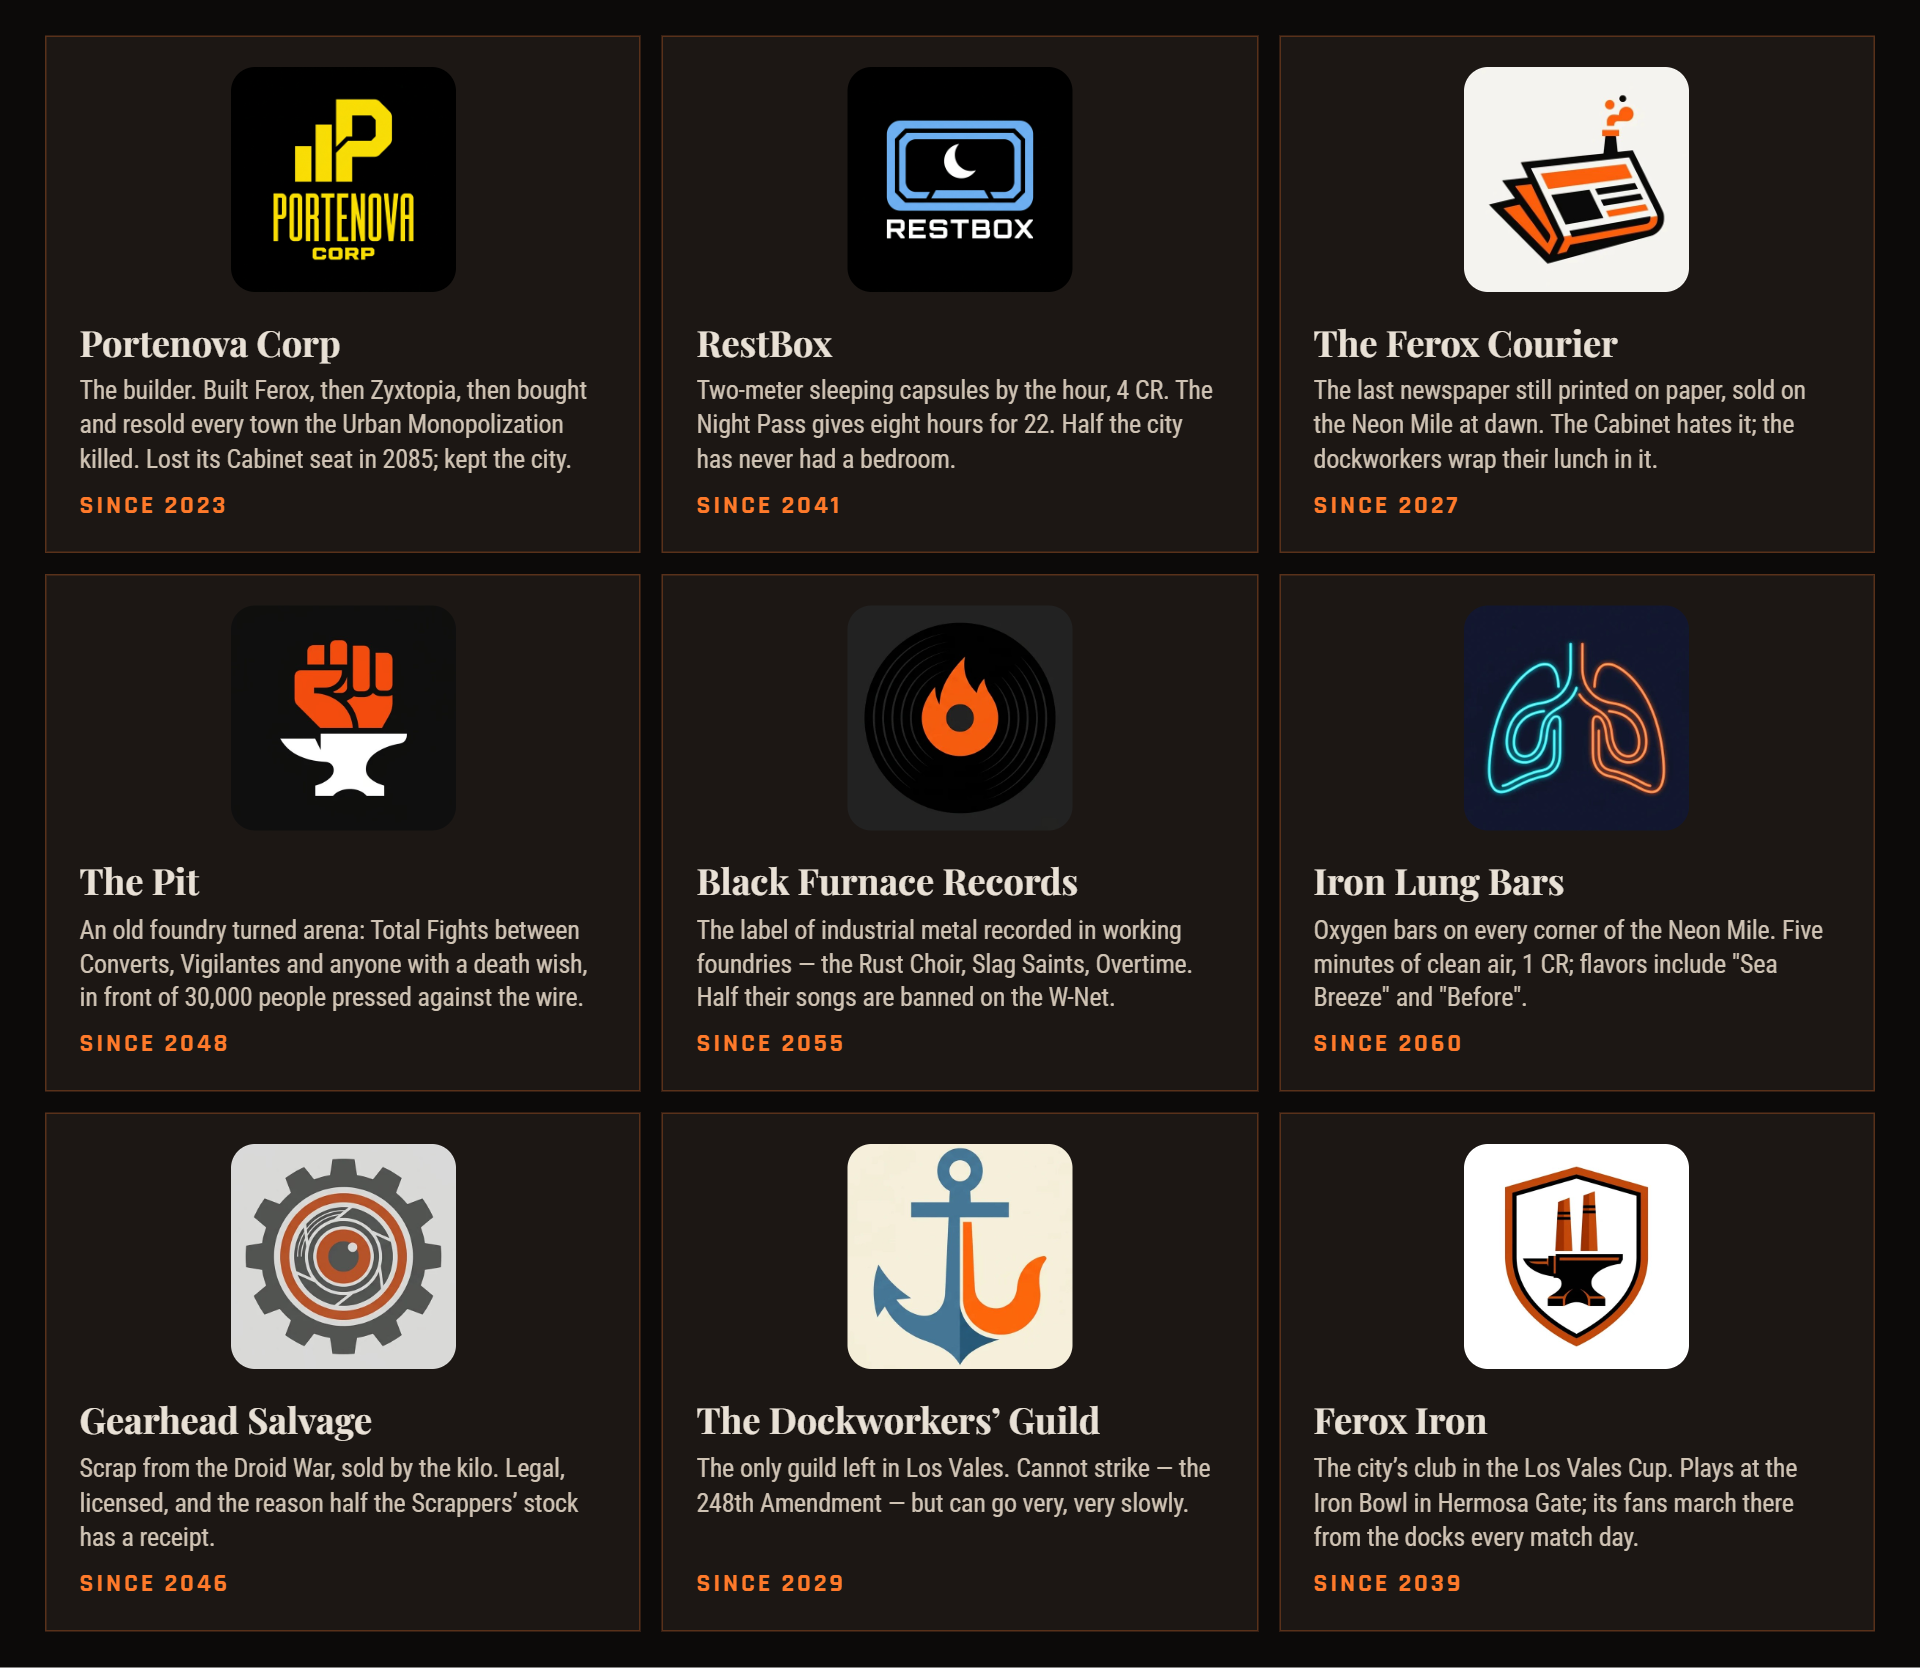 PORTENOVA
CORP
Portenova Corp
The builder. Built Ferox, then Zyxtopia, then bought
and resold every town the Urban Monopolization
killed. Lost its Cabinet seat in 2085; kept the city.
SINCE 2023
RESTBOX
RestBox
Two-meter sleeping capsules by the hour, 4 CR. The
Night Pass gives eight hours for 22. Half the city
has never had a bedroom.
SINCE 2041
The Ferox Courier
The last newspaper still printed on paper, sold on
the Neon Mile at dawn. The Cabinet hates it; the
dockworkers wrap their lunch in it.
SINCE 2027
The Pit
An old foundry turned arena: Total Fights between
Converts, Vigilantes and anyone with a death wish,
in front of 30,000 people pressed against the wire.
SINCE 2048
Black Furnace Records
The label of industrial metal recorded in working
foundries — the Rust Choir, Slag Saints, Overtime.
Half their songs are banned on the W-Net.
SINCE 2055
Iron Lung Bars
Oxygen bars on every corner of the Neon Mile. Five
minutes of clean air, 1 CR; flavors include "Sea
Breeze" and "Before".
SINCE 2060
Gearhead Salvage
Scrap from the Droid War, sold by the kilo. Legal,
licensed, and the reason half the Scrappers’ stock
has a receipt.
SINCE 2046
The Dockworkers’ Guild
The only guild left in Los Vales. Cannot strike — the
248th Amendment — but can go very, very slowly.
SINCE 2029
Ferox Iron
The city’s club in the Los Vales Cup. Plays at the
Iron Bowl in Hermosa Gate; its fans march there
from the docks every match day.
SINCE 2039